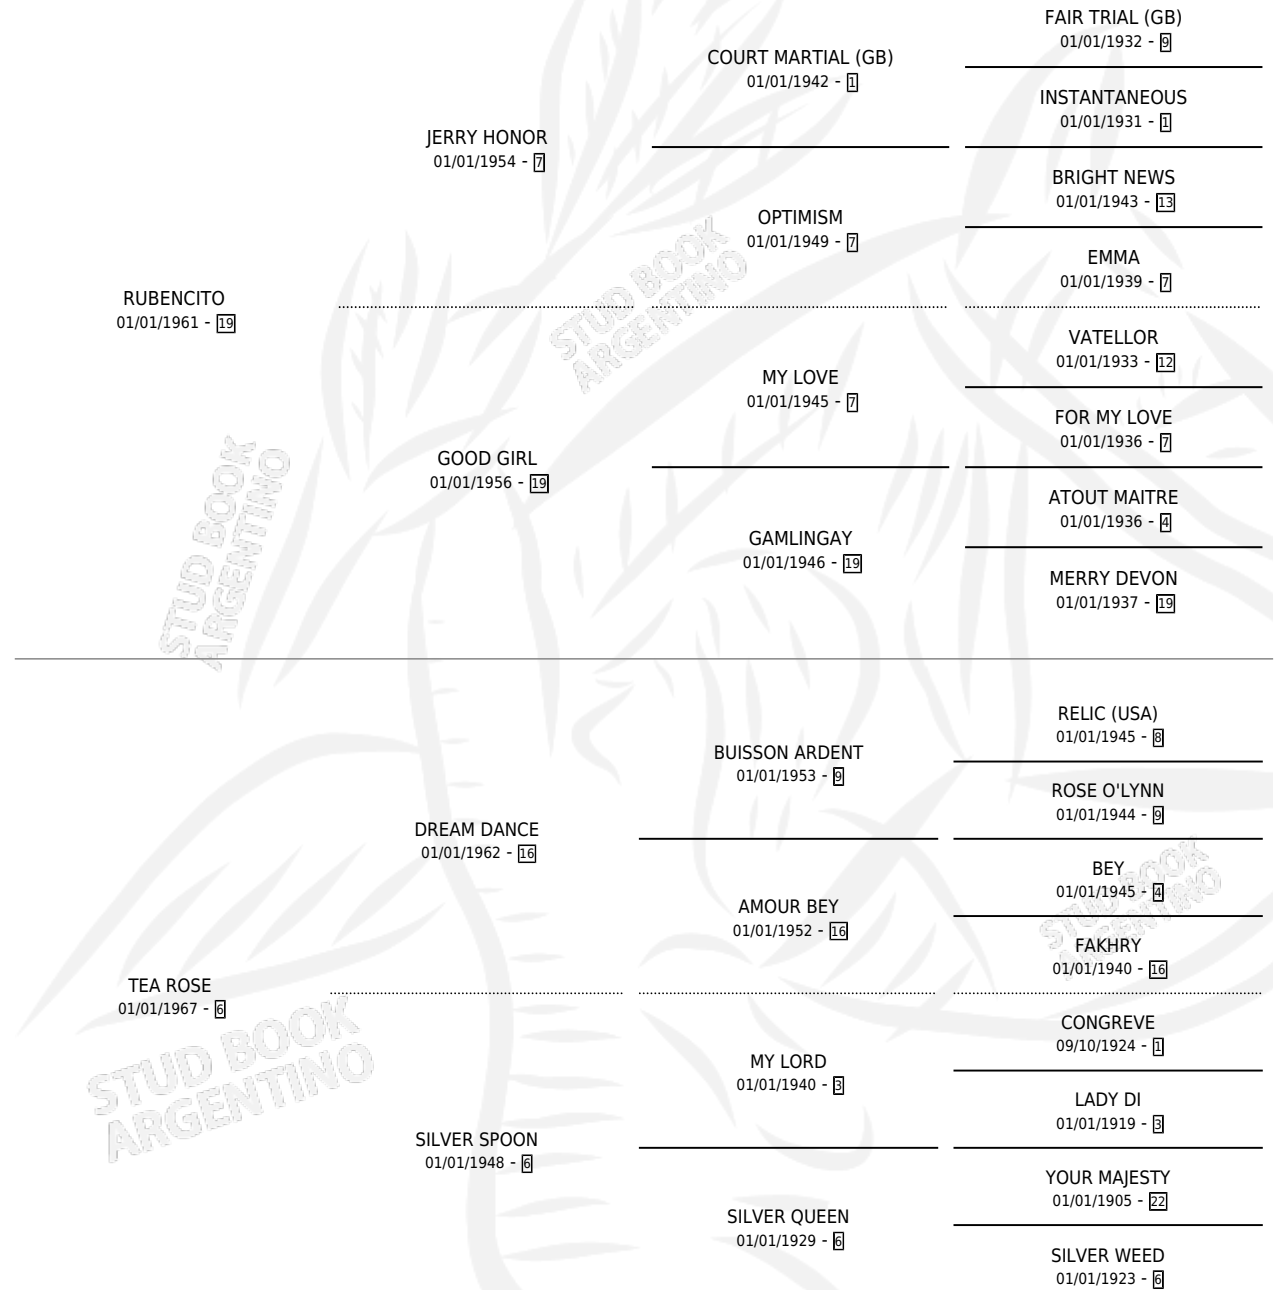 FAIR TRIAL (GB)
01/01/1932 - 9
COURT MARTIAL (GB)
01/01/1942 - 1
INSTANTANEOUS
01/01/1931 - 1
JERRY HONOR
01/01/1954 - 7
BRIGHT NEWS
01/01/1943 - 13
OPTIMISM
01/01/1949 - 7
EMMA
01/01/1939 - 7
RUBENCITO
01/01/1961 - 19
VATELLOR
01/01/1933 - 12
MY LOVE
01/01/1945 - 7
FOR MY LOVE
01/01/1936 - 7
GOOD GIRL
01/01/1956 - 19
ATOUT MAITRE
01/01/1936 - 4
GAMLINGAY
01/01/1946 - 19
MERRY DEVON
01/01/1937 - 19
RELIC (USA)
01/01/1945 - 8
BUISSON ARDENT
01/01/1953 - 9
ROSE O'LYNN
01/01/1944 - 9
DREAM DANCE
01/01/1962 - 16
BEY
01/01/1945 - 4
AMOUR BEY
01/01/1952 - 16
FAKHRY
01/01/1940 - 16
TEA ROSE
01/01/1967 - 6
CONGREVE
09/10/1924 - 1
MY LORD
01/01/1940 - 3
LADY DI
01/01/1919 - 3
SILVER SPOON
01/01/1948 - 6
YOUR MAJESTY
01/01/1905 - 22
SILVER QUEEN
01/01/1929 - 6
SILVER WEED
01/01/1923 - 6
STUD BOOK
ARGENTINO
STUD BOOK
ARGENTINO
STUD BOOK
ARGENTINO
STUD BOOK
ARGENTINO